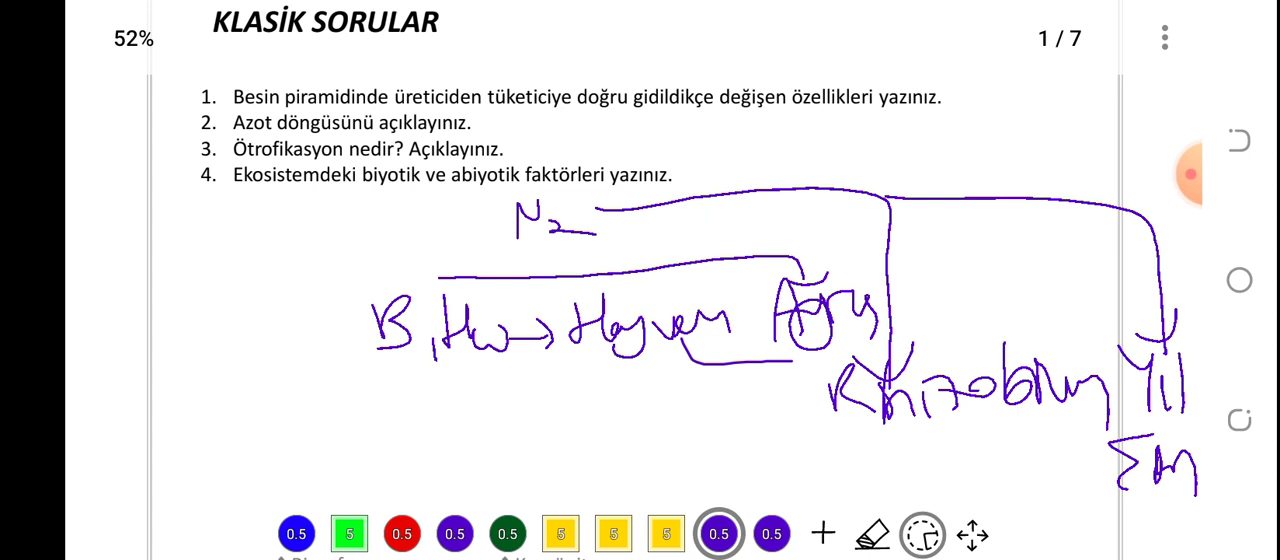 KLASİK SORULAR
52%
1 / 7
1. Besin piramidinde üreticiden tüketiciye doğru gidildikçe değişen özellikleri yazınız.
2. Azot döngüsünü açıklayınız.
3. Ötrofikasyon nedir? Açıklayınız.
4. Ekosistemdeki biyotik ve abiyotik faktörleri yazınız.
N2
→ Hayvan
Rhizobium Yıl
0.5 5 0.5 0.5 0.5 5 5 5 0.5 0.5